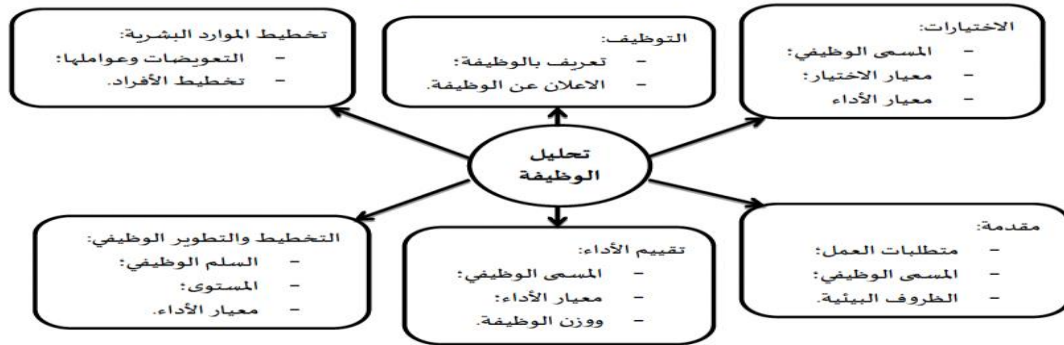 الاختيارات:
- المسمى الوظيفي؛
- معيار الاختيار؛
- معيار الأداء
التوظيف:
- تعريف بالوظيفة؛
- الاعلان عن الوظيفة.
تخطيط الموارد البشرية:
- التعويضات وعواملها؛
- تخطيط الأفراد.
تحليل
الوظيفة
مقدمة:
- متطلبات العمل؛
- المسمى الوظيفي؛
- الظروف البيئية.
تقييم الأداء:
- المسمى الوظيفي؛
- معيار الأداء؛
- ووزن الوظيفة.
التخطيط والتطوير الوظيفي:
- السلم الوظيفي؛
- المستوى؛
- معيار الأداء.